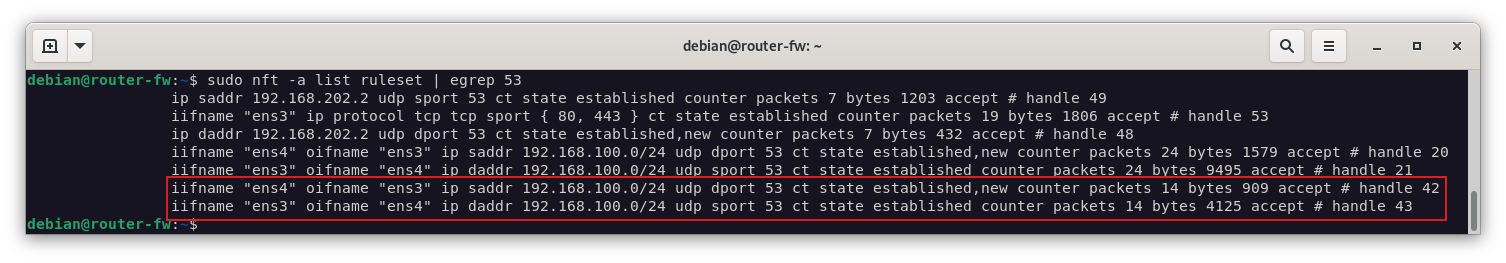 debian@router-fw: ~
debian@router-fw:~$ sudo nft -a list ruleset | egrep 53
ip saddr 192.168.202.2 udp sport 53 ct state established counter packets 7 bytes 1203 accept # handle 49
iifname "ens3" ip protocol tcp tcp sport { 80, 443 } ct state established counter packets 19 bytes 1806 accept # handle 53
ip daddr 192.168.202.2 udp dport 53 ct state established,new counter packets 7 bytes 432 accept # handle 48
iifname "ens4" oifname "ens3" ip saddr 192.168.100.0/24 udp dport 53 ct state established,new counter packets 24 bytes 1579 accept # handle 20
iifname "ens3" oifname "ens4" ip daddr 192.168.100.0/24 udp sport 53 ct state established counter packets 24 bytes 9495 accept # handle 21
iifname "ens4" oifname "ens3" ip saddr 192.168.100.0/24 udp dport 53 ct state established,new counter packets 14 bytes 909 accept # handle 42
iifname "ens3" oifname "ens4" ip daddr 192.168.100.0/24 udp sport 53 ct state established counter packets 14 bytes 4125 accept # handle 43
debian@router-fw:~$